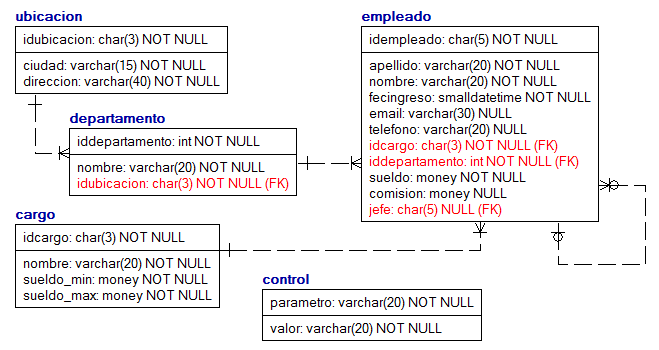 ubicacion
idubicacion: char(3) NOT NULL
ciudad: varchar(15) NOT NULL
direccion: varchar(40) NOT NULL
departamento
iddepartamento: int NOT NULL
nombre: varchar(20) NOT NULL
idubicacion: char(3) NOT NULL (FK)
cargo
idcargo: char(3) NOT NULL
nombre: varchar(20) NOT NULL
sueldo_min: money NOT NULL
sueldo_max: money NOT NULL
empleado
idempleado: char(5) NOT NULL
apellido: varchar(20) NOT NULL
nombre: varchar(20) NOT NULL
fecingreso: smalldatetime NOT NULL
email: varchar(30) NULL
telefono: varchar(20) NULL
idcargo: char(3) NOT NULL (FK)
iddepartamento: int NOT NULL (FK)
sueldo: money NOT NULL
comision: money NULL
jefe: char(5) NULL (FK)
control
parametro: varchar(20) NOT NULL
valor: varchar(20) NOT NULL